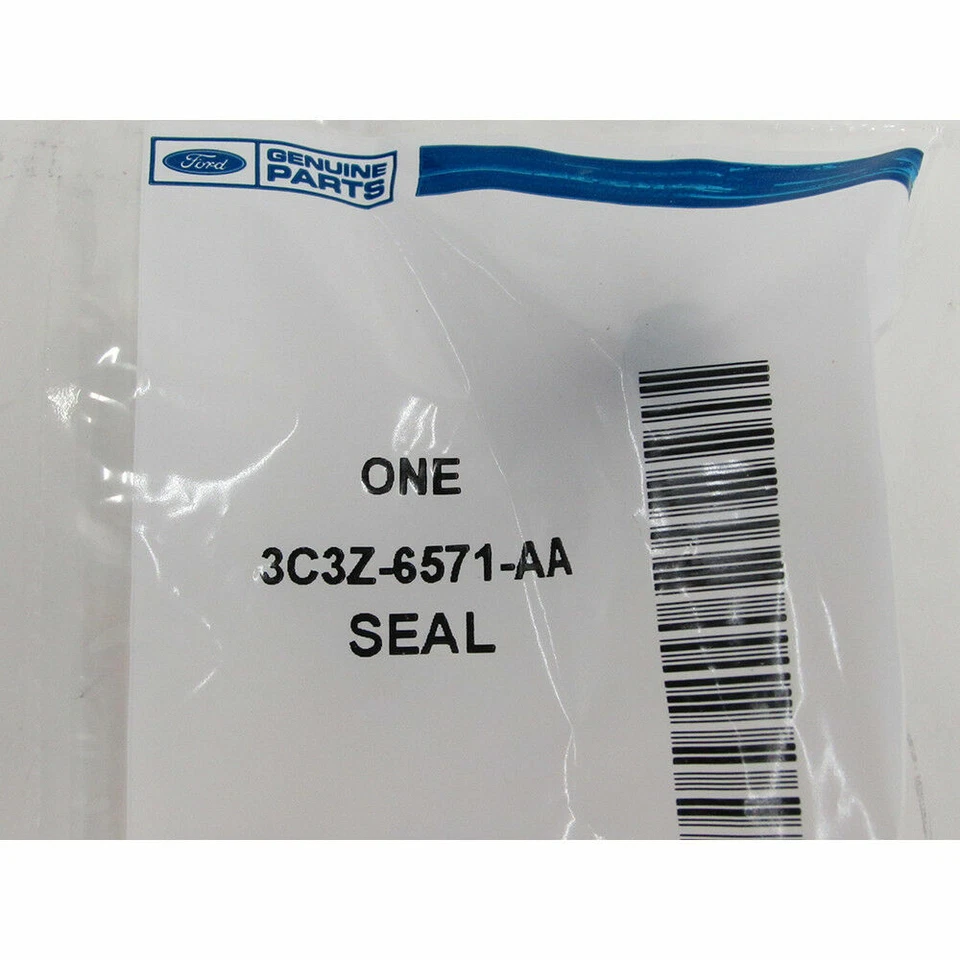 Ford
GENUINE
PARTS
ONE
3C3Z-6571-AA
SEAL